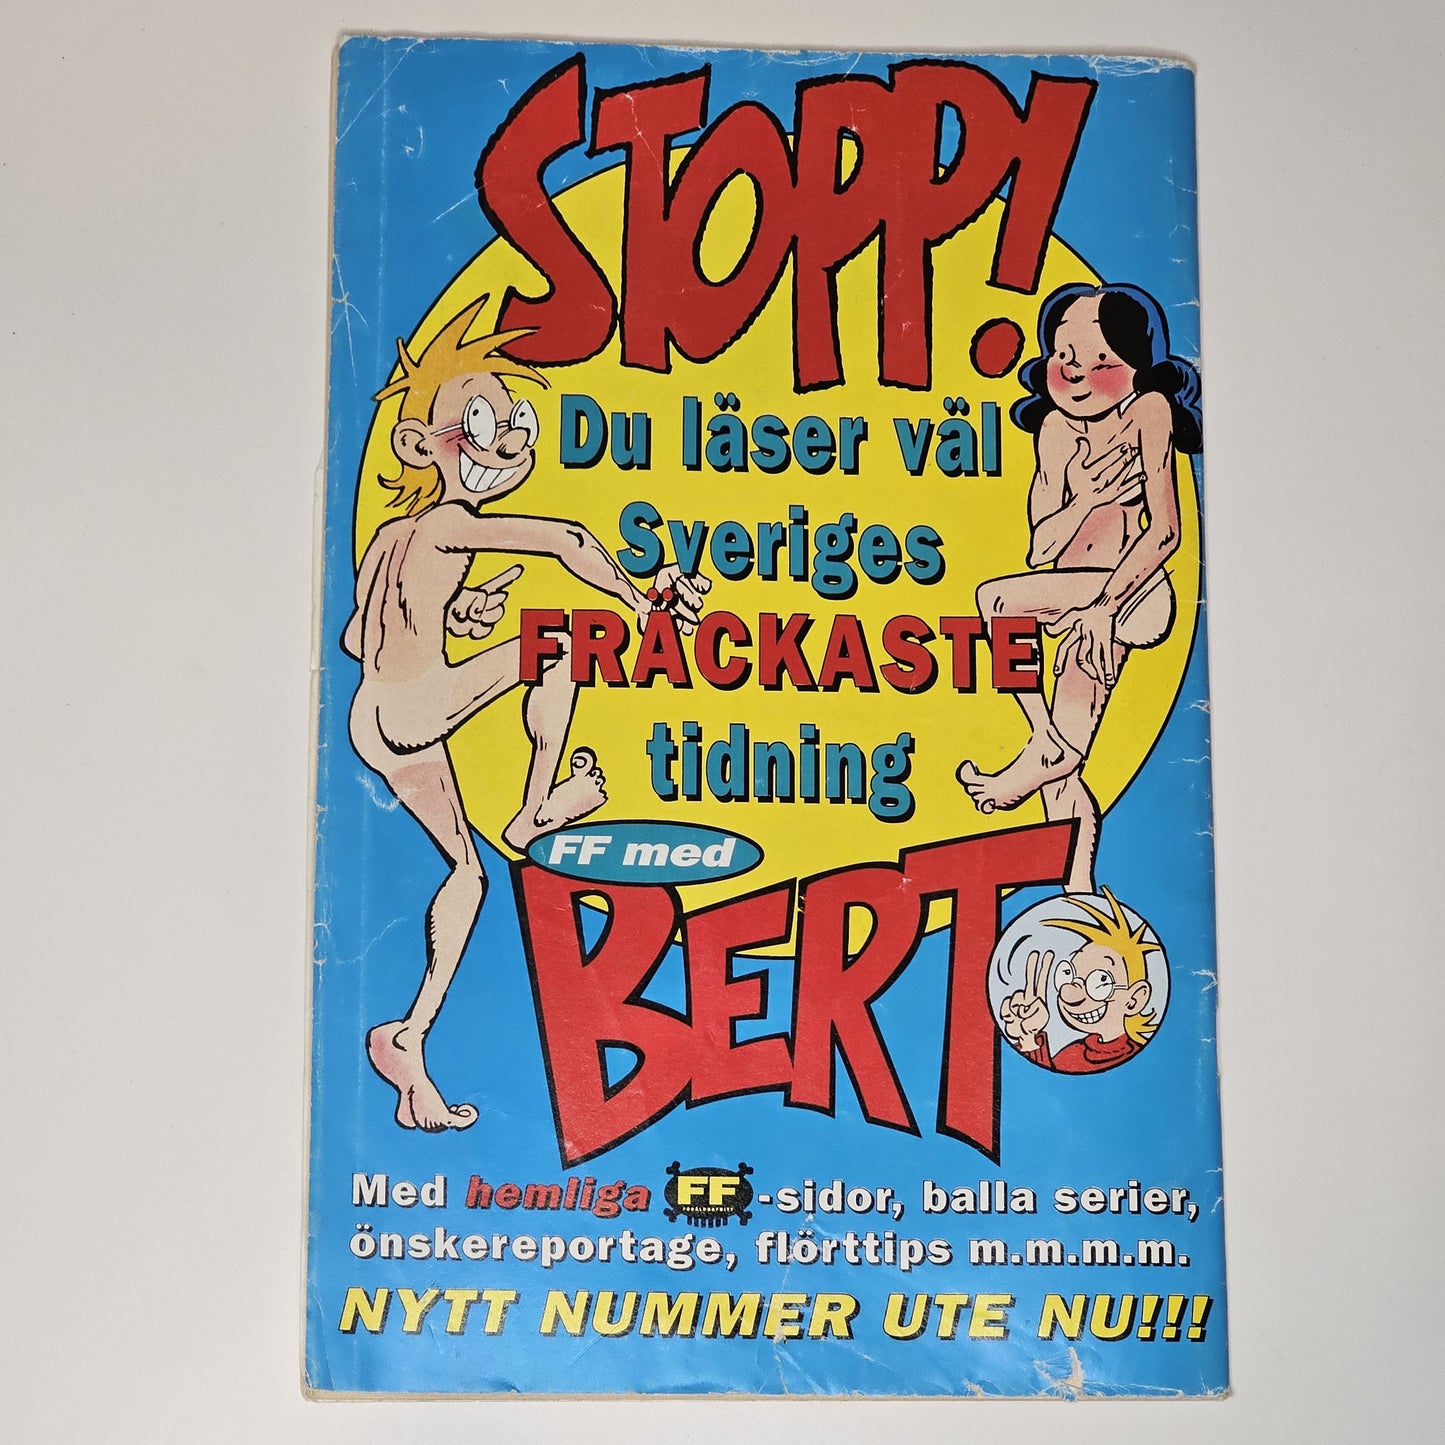 STOPP!
Du läser väl
Sveriges
FRÄCKASTE
tidning
FF med
BERT
Med hemliga FF -sidor, balla serier,
önskereportage, flörttips m.m.m.m.
NYTT NUMMER UTE NU!!!